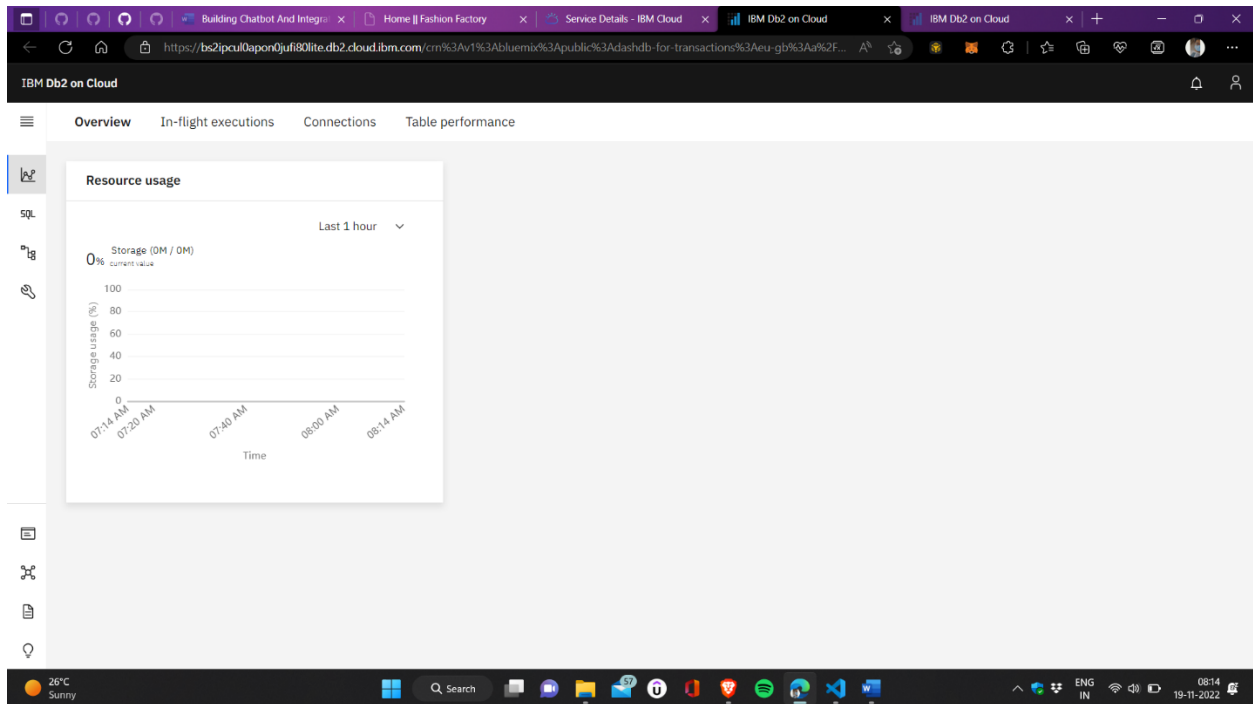 Building Chatbot And Integra
Home || Fashion Factory
Service Details - IBM Cloud
IBM Db2 on Cloud
IBM Db2 on Cloud
https://bs2ipcul0apon0jufi80lite.db2.cloud.ibm.com/crn%3Av1%3Abluemix%3Apublic%3Adashdb-for-transactions%3Aeu-gb%3Aa%2F...
IBM Db2 on Cloud
Overview
In-flight executions
Connections
Table performance
SQL
Resource usage
Last 1 hour
0% Storage (0M / 0M)
current value
100
80
60
40
20
0
Storage usage (%)
07:14 AM
07:20 AM
07:40 AM
08:00 AM
08:14 AM
Time
26°C
Sunny
Search
57
ENG
IN
08:14
19-11-2022